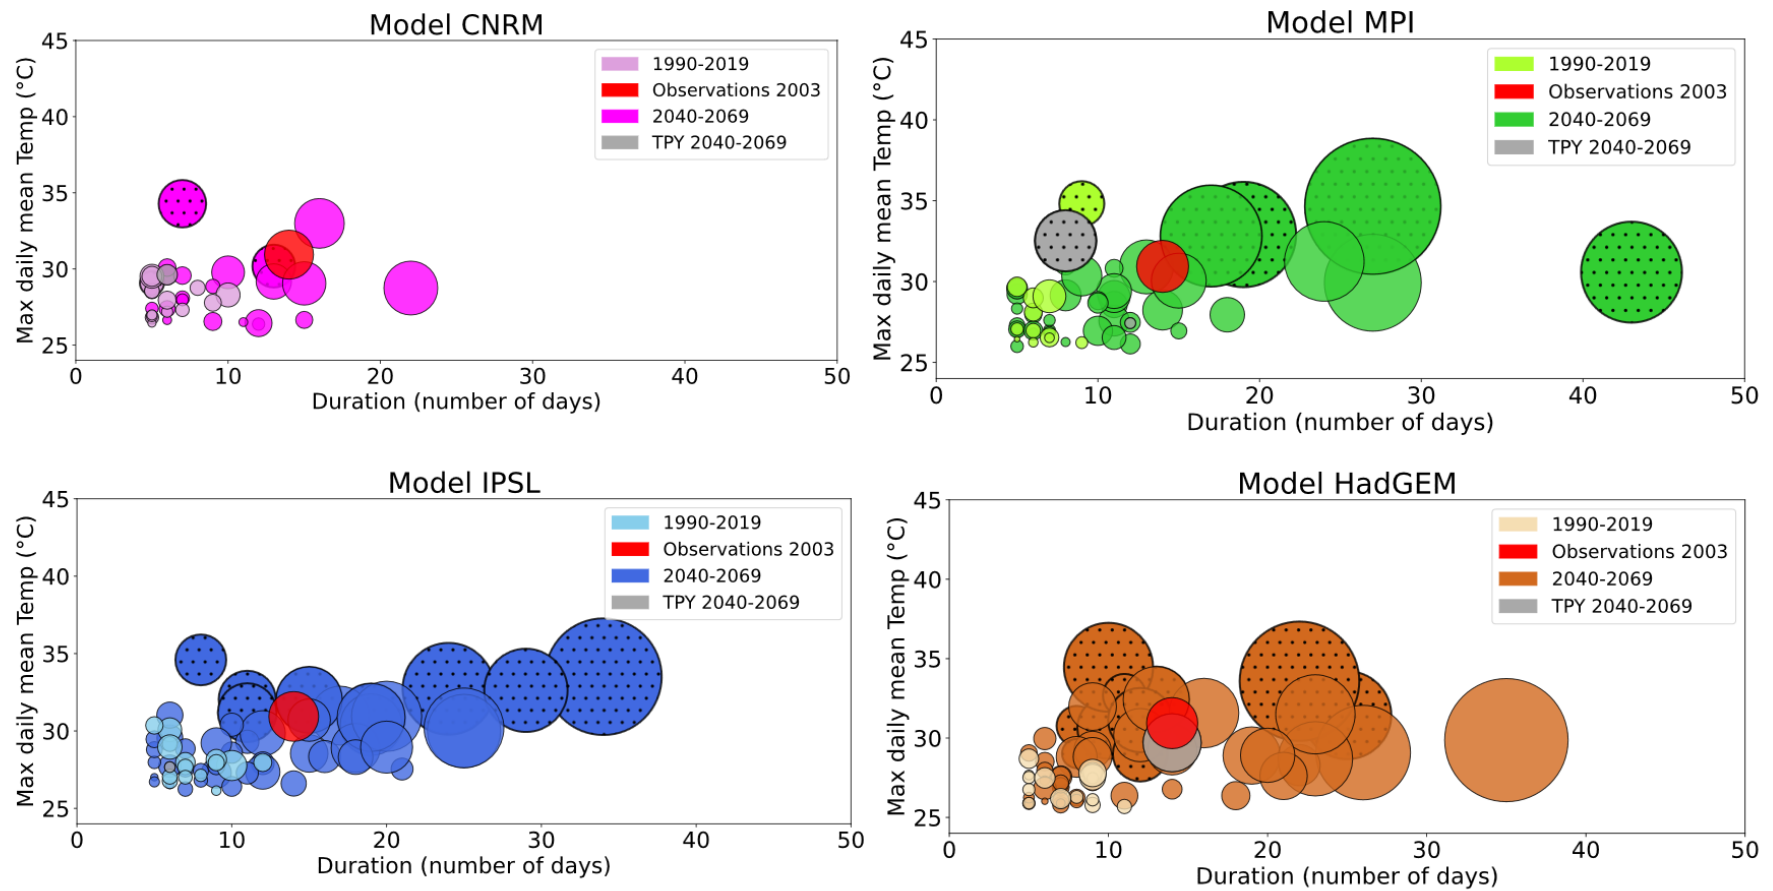 Model CNRM
Max daily mean Temp (°C)
45
40
35
30
25
0
10
20
30
40
50
Duration (number of days)
1990-2019
Observations 2003
2040-2069
TPY 2040-2069
Model MPI
Max daily mean Temp (°C)
45
40
35
30
25
0
10
20
30
40
50
Duration (number of days)
1990-2019
Observations 2003
2040-2069
TPY 2040-2069
Model IPSL
Max daily mean Temp (°C)
45
40
35
30
25
0
10
20
30
40
50
Duration (number of days)
1990-2019
Observations 2003
2040-2069
TPY 2040-2069
Model HadGEM
Max daily mean Temp (°C)
45
40
35
30
25
0
10
20
30
40
50
Duration (number of days)
1990-2019
Observations 2003
2040-2069
TPY 2040-2069